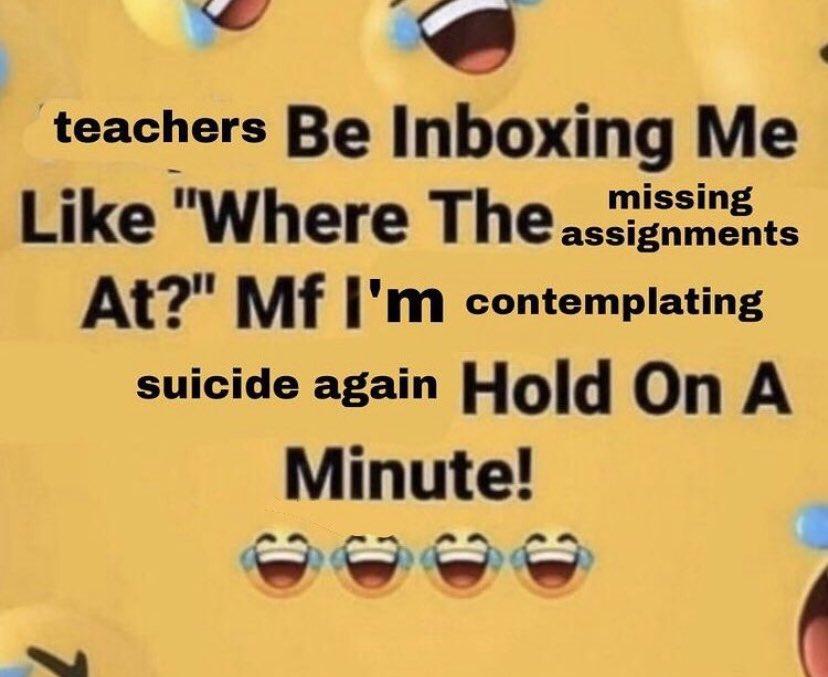 teachers Be Inboxing Me
Like "Where The missing assignments
At?" Mf I'm contemplating
suicide again Hold On A
Minute!